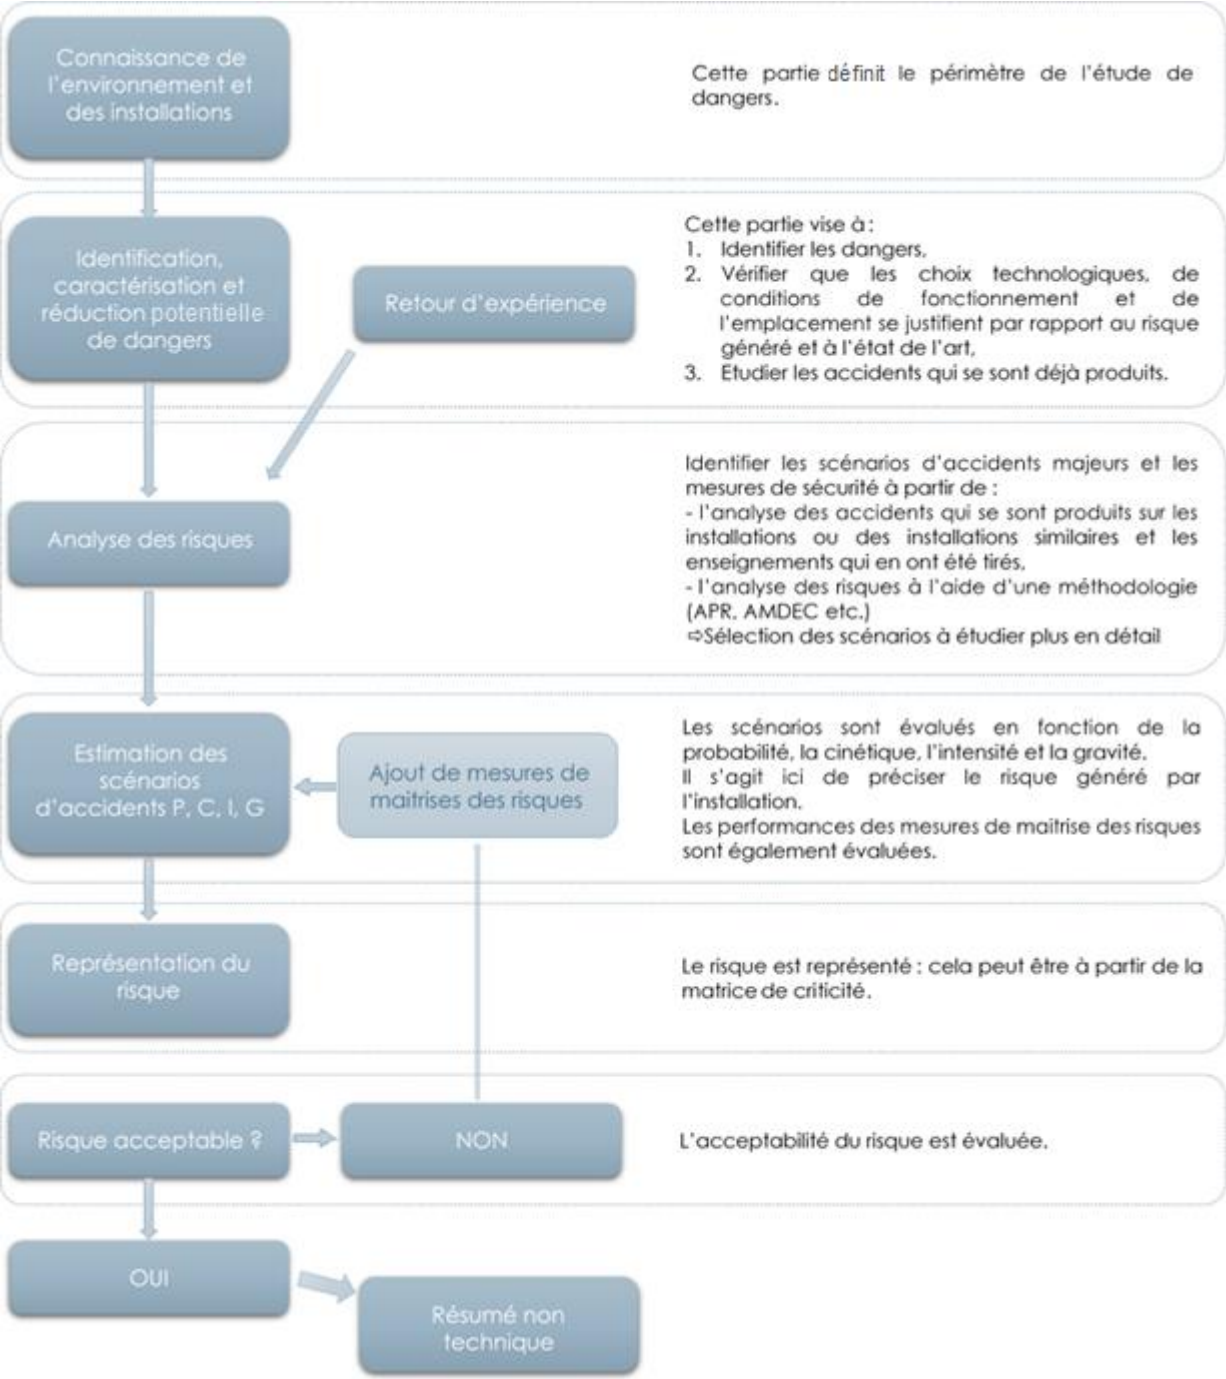 Connaissance de
l'environnement et
des installations
Cette partie définit le périmètre de l'étude de
dangers.
Identification,
caractérisation et
réduction potentielle
de dangers
Retour d'expérience
Cette partie vise à :
1. Identifier les dangers,
2. Vérifier que les choix technologiques, de
conditions de fonctionnement et de
l'emplacement se justifient par rapport au risque
généré et à l'état de l'art,
3. Etudier les accidents qui se sont déjà produits.
Analyse des risques
Identifier les scénarios d'accidents majeurs et les
mesures de sécurité à partir de :
- l'analyse des accidents qui se sont produits sur les
installations ou des installations similaires et les
enseignements qui en ont été tirés,
- l'analyse des risques à l'aide d'une méthodologie
(APR, AMDEC etc.)
⇨Sélection des scénarios à étudier plus en détail
Estimation des
scénarios
d'accidents P, C, I, G
Ajout de mesures de
maitrises des risques
Les scénarios sont évalués en fonction de la
probabilité, la cinétique, l'intensité et la gravité.
Il s'agit ici de préciser le risque généré par
l'installation.
Les performances des mesures de maitrise des risques
sont également évaluées.
Représentation du
risque
Le risque est représenté : cela peut être à partir de la
matrice de criticité.
Risque acceptable ?
NON
L'acceptabilité du risque est évaluée.
OUI
Résumé non
technique